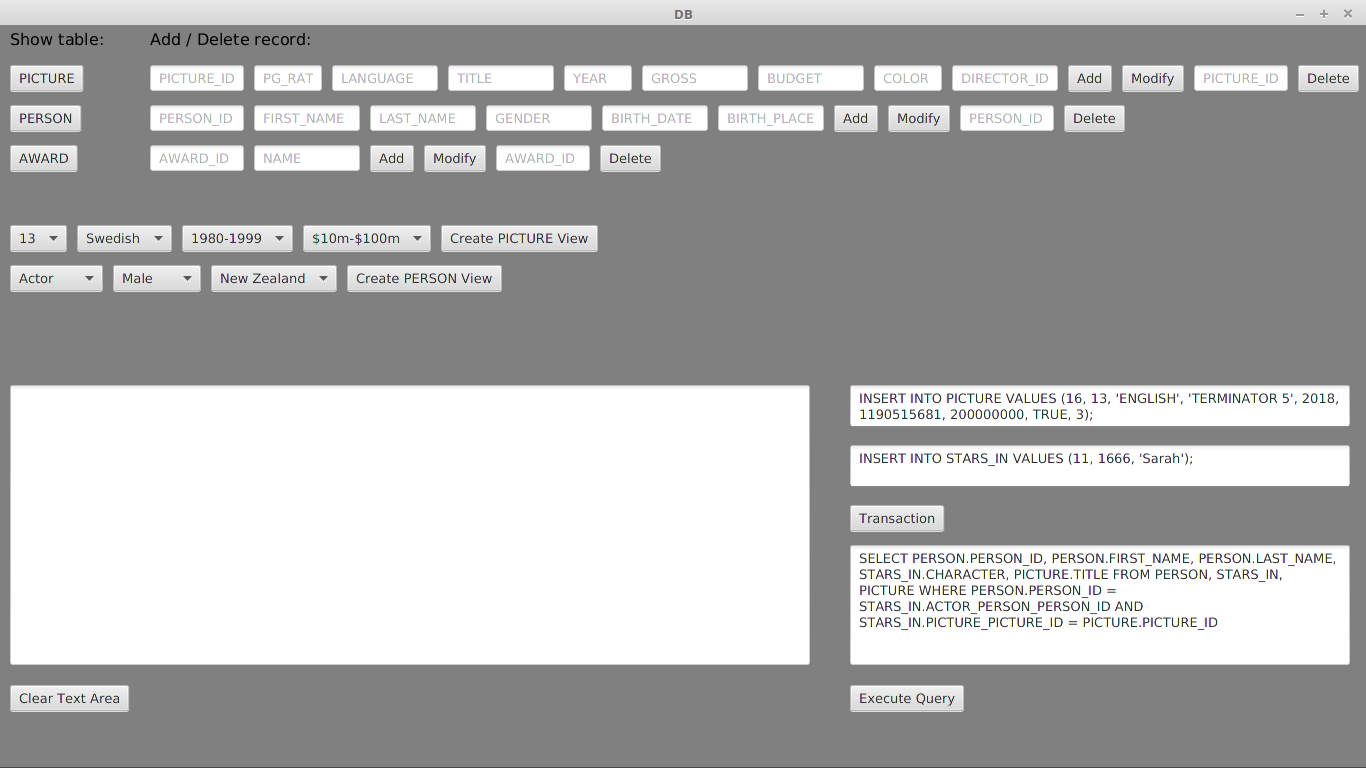 DB
Show table: Add / Delete record:
PICTURE PICTURE_ID PG_RAT LANGUAGE TITLE YEAR GROSS BUDGET COLOR DIRECTOR_ID Add Modify PICTURE_ID Delete
PERSON PERSON_ID FIRST_NAME LAST_NAME GENDER BIRTH_DATE BIRTH_PLACE Add Modify PERSON_ID Delete
AWARD AWARD_ID NAME Add Modify AWARD_ID Delete
13 Swedish 1980-1999 $10m-$100m Create PICTURE View
Actor Male New Zealand Create PERSON View
INSERT INTO PICTURE VALUES (16, 13, 'ENGLISH', 'TERMINATOR 5', 2018,
1190515681, 200000000, TRUE, 3);
INSERT INTO STARS_IN VALUES (11, 1666, 'Sarah');
Transaction
SELECT PERSON.PERSON_ID, PERSON.FIRST_NAME, PERSON.LAST_NAME,
STARS_IN.CHARACTER, PICTURE.TITLE FROM PERSON, STARS_IN,
PICTURE WHERE PERSON.PERSON_ID =
STARS_IN.ACTOR_PERSON_PERSON_ID AND
STARS_IN.PICTURE_PICTURE_ID = PICTURE.PICTURE_ID
Clear Text Area Execute Query